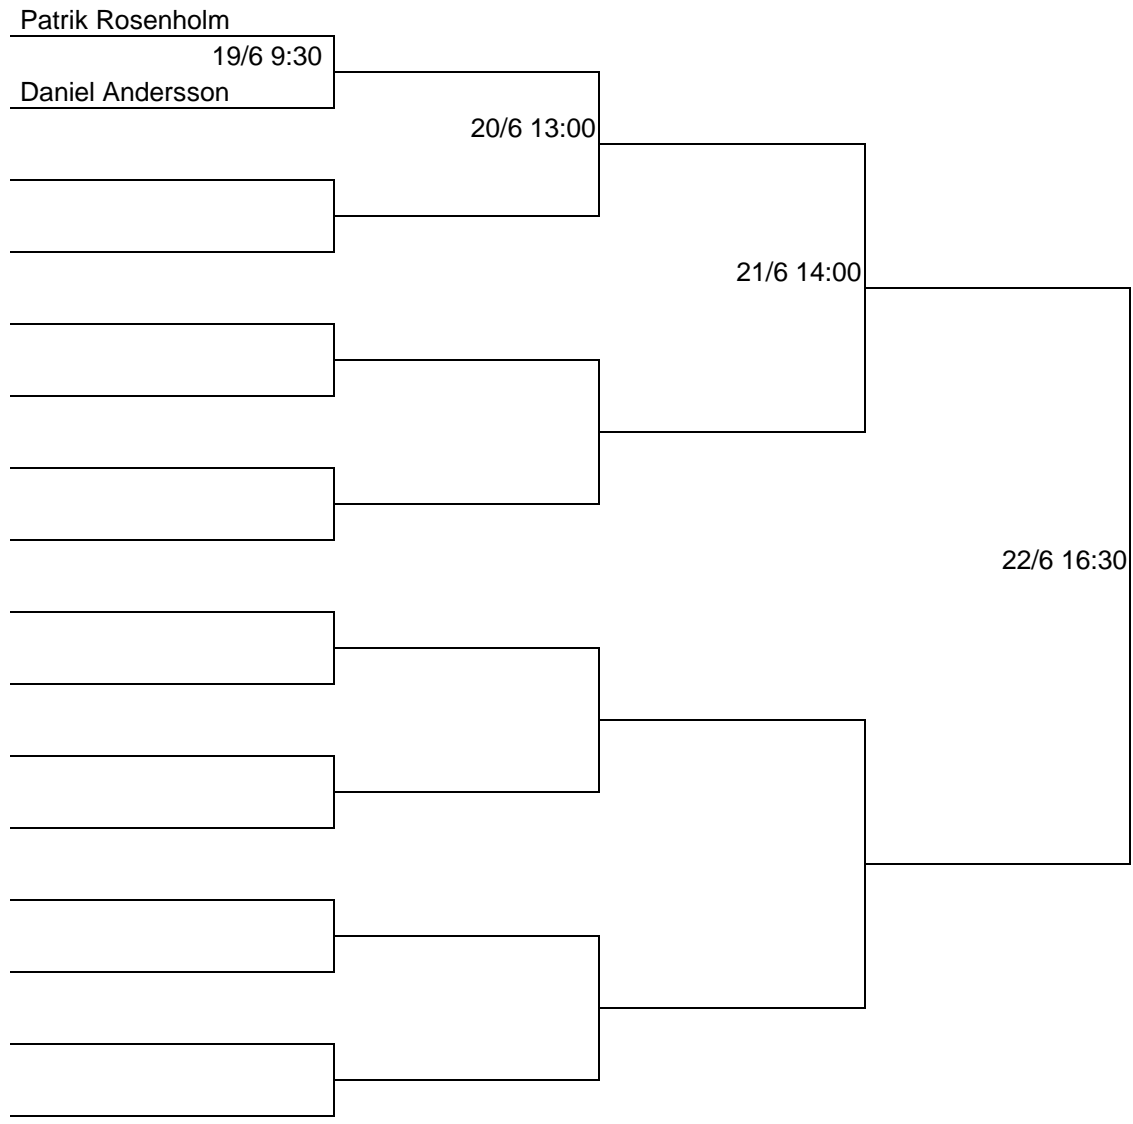 Patrik Rosenholm
19/6 9:30
Daniel Andersson
20/6 13:00
21/6 14:00
22/6 16:30